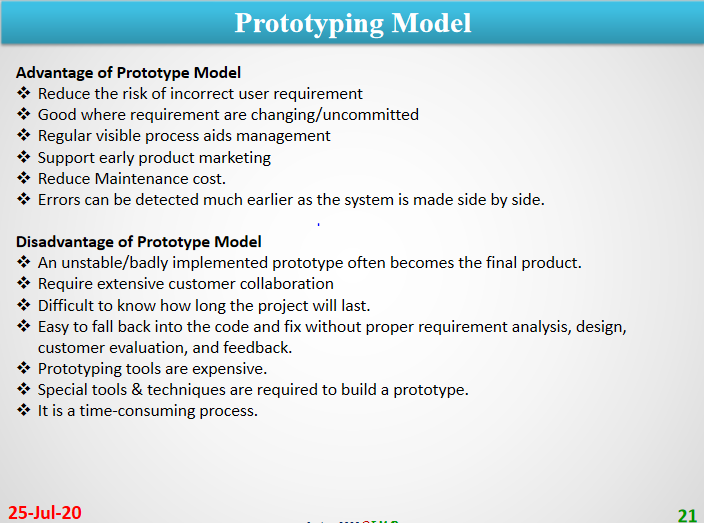 Prototyping Model
Advantage of Prototype Model
❖ Reduce the risk of incorrect user requirement
❖ Good where requirement are changing/uncommitted
❖ Regular visible process aids management
❖ Support early product marketing
❖ Reduce Maintenance cost.
❖ Errors can be detected much earlier as the system is made side by side.
Disadvantage of Prototype Model
❖ An unstable/badly implemented prototype often becomes the final product.
❖ Require extensive customer collaboration
❖ Difficult to know how long the project will last.
❖ Easy to fall back into the code and fix without proper requirement analysis, design,
customer evaluation, and feedback.
❖ Prototyping tools are expensive.
❖ Special tools & techniques are required to build a prototype.
❖ It is a time-consuming process.
25-Jul-20
21